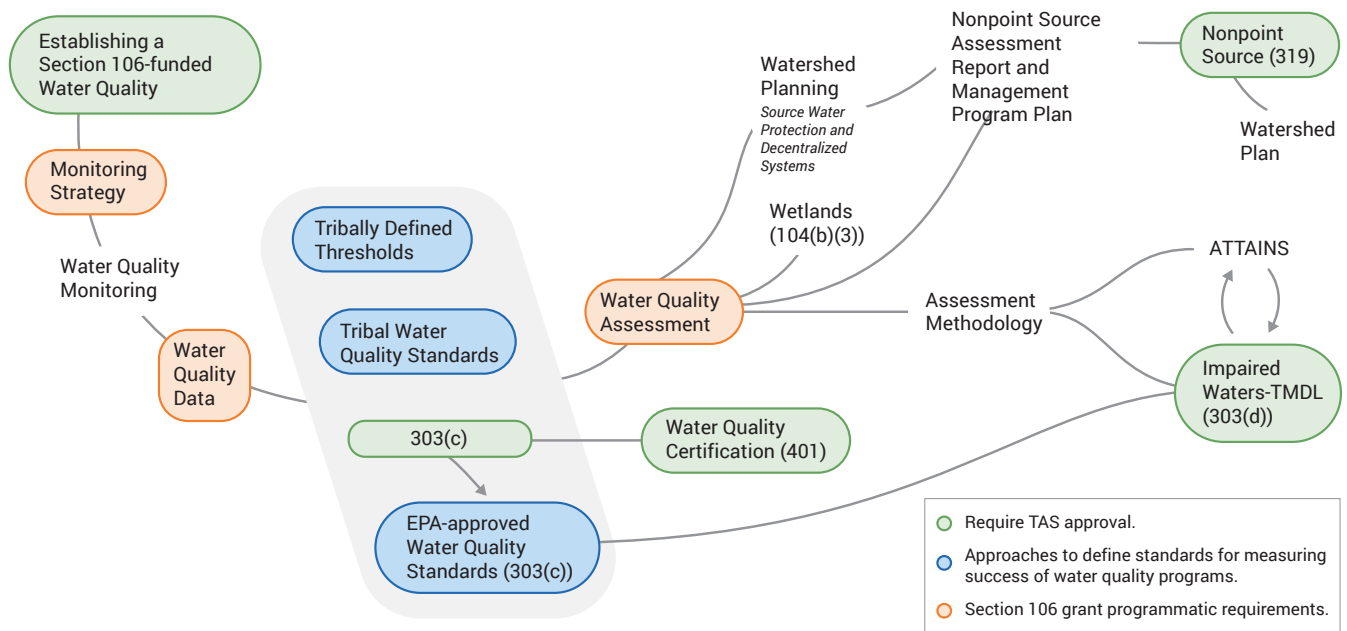 Establishing a
Section 106-funded
Water Quality
Monitoring
Strategy
Water Quality
Monitoring
Water
Quality
Data
Tribally Defined
Thresholds
Tribal Water
Quality Standards
303(c)
EPA-approved
Water Quality
Standards (303(c))
Water Quality
Certification (401)
Water Quality
Assessment
Watershed
Planning
Source Water
Protection and
Decentralized
Systems
Wetlands
(104(b)(3))
Nonpoint Source
Assessment
Report and
Management
Program Plan
Nonpoint
Source (319)
Watershed
Plan
Assessment
Methodology
ATTAINS
Impaired
Waters-TMDL
(303(d))
Require TAS approval.
Approaches to define standards for measuring
success of water quality programs.
Section 106 grant programmatic requirements.